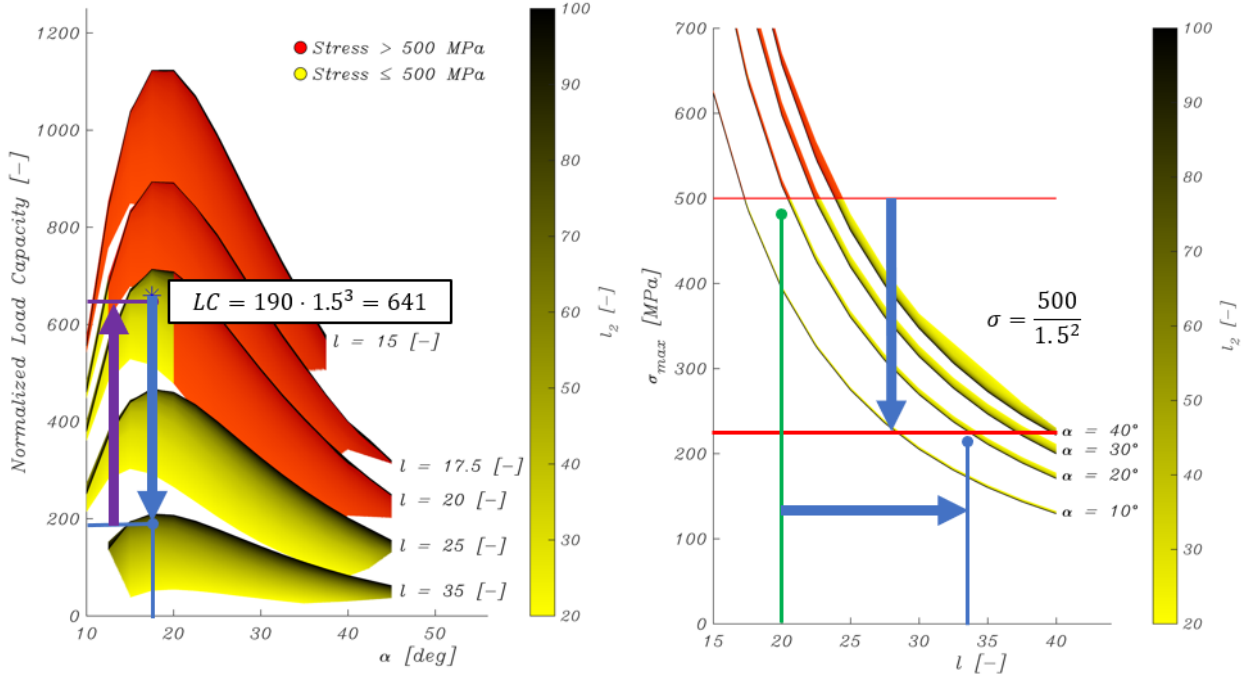 Normalized Load Capacity [−]
1200
1000
800
600
400
200
0
10
20
30
40
50
α [deg]
Stress > 500 MPa
Stress ≤ 500 MPa
LC = 190 · 1.5³ = 641
l = 15 [−]
l = 17.5 [−]
l = 20 [−]
l = 25 [−]
l = 35 [−]
100
90
80
70
60
50
40
30
20
l₂ [−]
σmax [MPa]
700
600
500
400
300
200
100
0
15
20
25
30
35
40
l [−]
σ = 500 / 1.5²
α = 40°
α = 30°
α = 20°
α = 10°
100
90
80
70
60
50
40
30
20
l₂ [−]